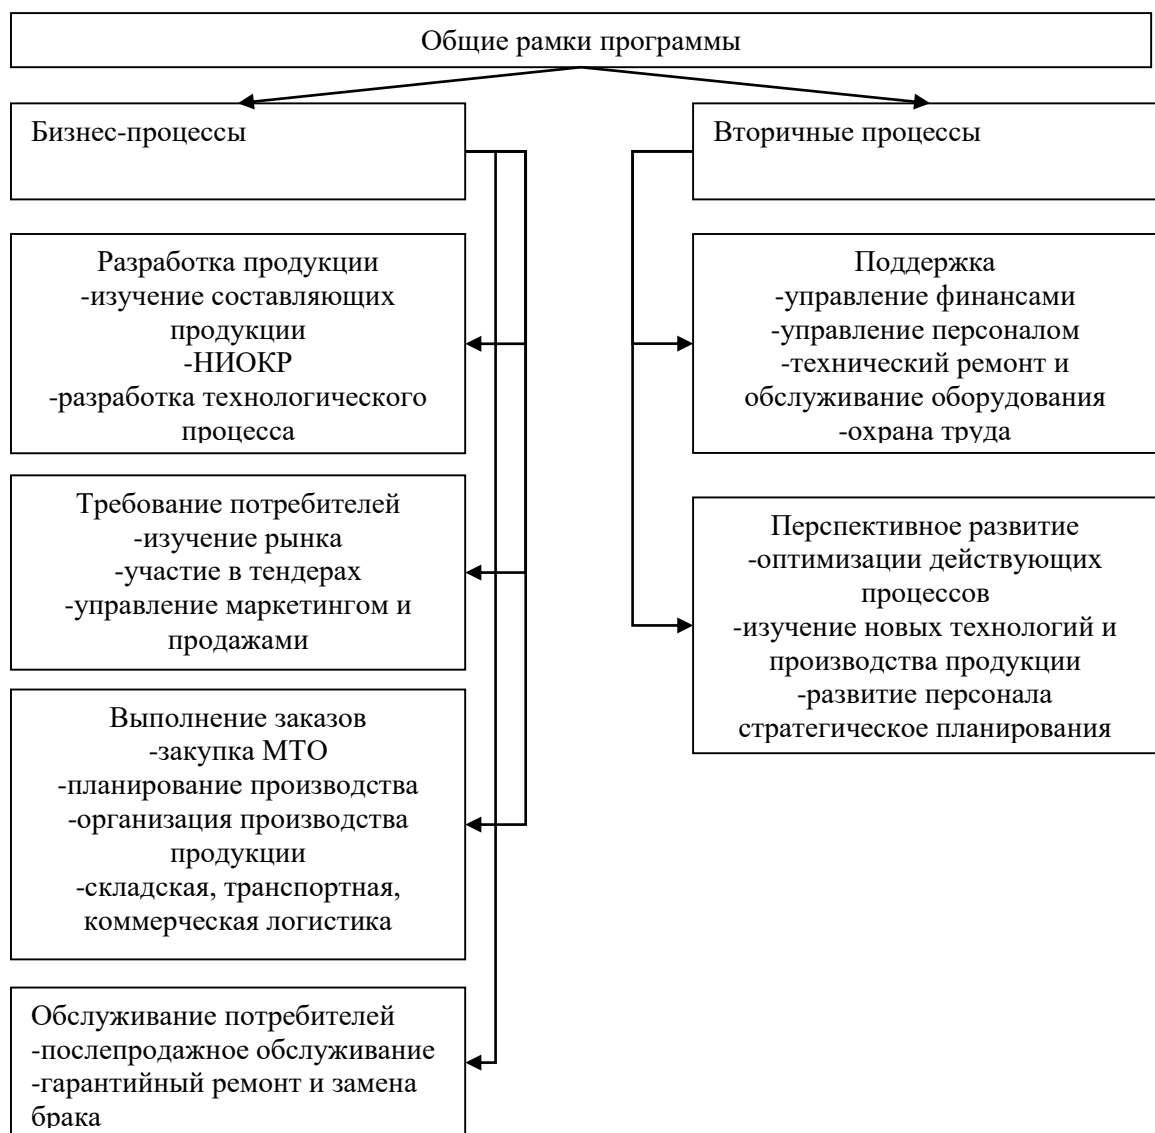 Общие рамки программы
Бизнес-процессы
Вторичные процессы
Разработка продукции
-изучение составляющих
продукции
-НИОКР
-разработка технологического
процесса
Поддержка
-управление финансами
-управление персоналом
-технический ремонт и
обслуживание оборудования
-охрана труда
Требование потребителей
-изучение рынка
-участие в тендерах
-управление маркетингом и
продажами
Перспективное развитие
-оптимизации действующих
процессов
-изучение новых технологий и
производства продукции
-развитие персонала
стратегическое планирования
Выполнение заказов
-закупка МТО
-планирование производства
-организация производства
продукции
-складская, транспортная,
коммерческая логистика
Обслуживание потребителей
-послепродажное обслуживание
-гарантийный ремонт и замена
брака